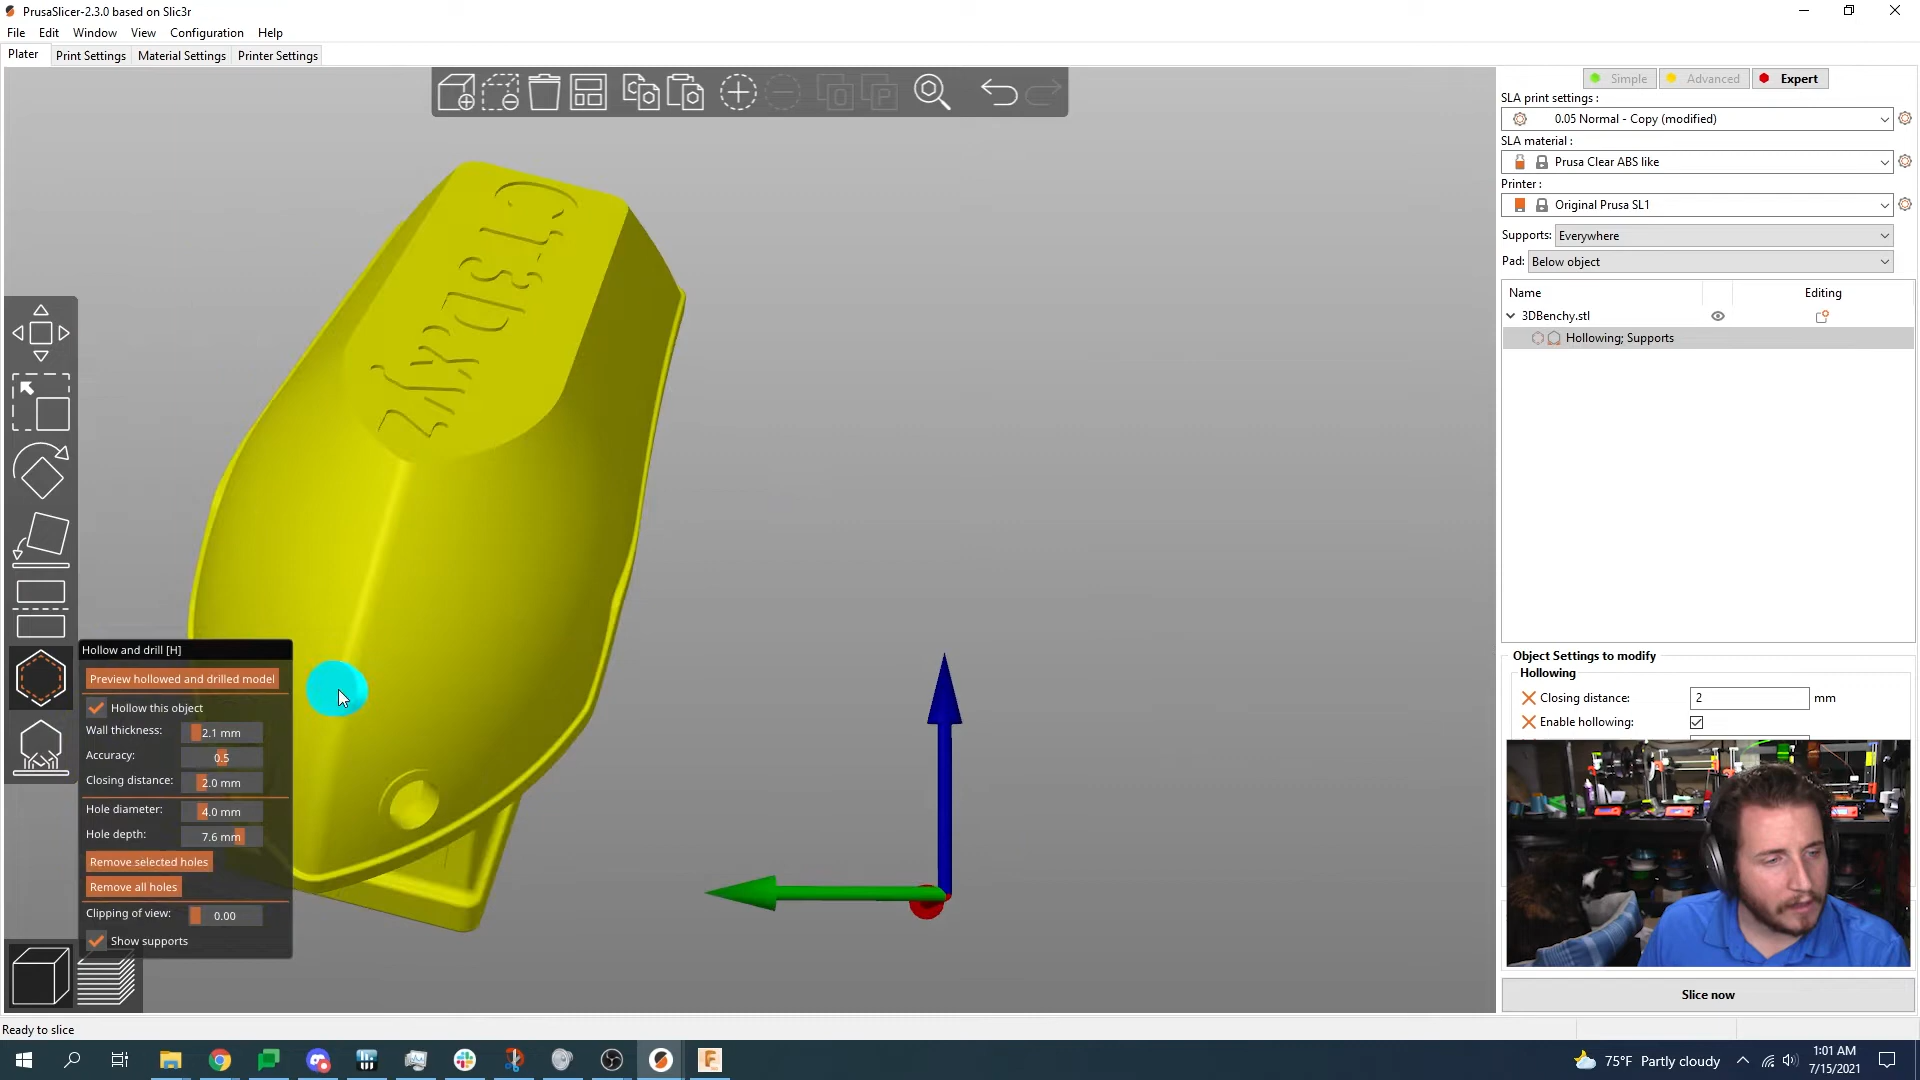 PrusaSlicer-2.3.0 based on Slic3r
File Edit Window View Configuration Help
Plater Print Settings Material Settings Printer Settings
Simple Advanced Expert
SLA print settings :
0.05 Normal - Copy (modified)
SLA material :
Prusa Clear ABS like
Printer :
Original Prusa SL1
Supports: Everywhere
Pad: Below object
Name Editing
3DBenchy.stl
Hollowing; Supports
Object Settings to modify
Hollowing
Closing distance: 2 mm
Enable hollowing:
Hollow and drill [H]
Preview hollowed and drilled model
Hollow this object
Wall thickness: 2.1 mm
Accuracy: 0.5
Closing distance: 2.0 mm
Hole diameter: 4.0 mm
Hole depth: 7.6 mm
Remove selected holes
Remove all holes
Clipping of view: 0.00
Show supports
Slice now
Ready to slice
75°F Partly cloudy
1:01 AM
7/15/2021